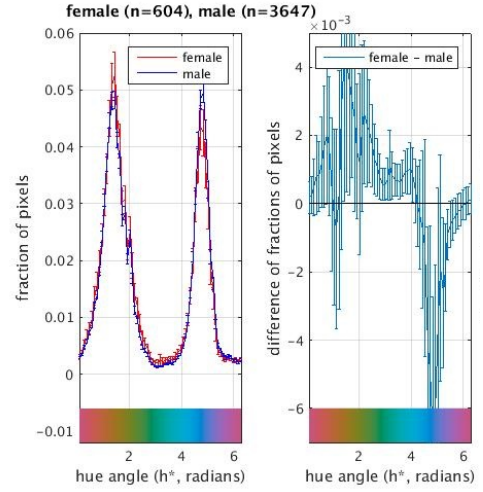 female (n=604), male (n=3647)
fraction of pixels
0.06
0.05
0.04
0.03
0.02
0.01
0
-0.01
female
male
2
4
6
hue angle (h*, radians)
×10⁻³
difference of fractions of pixels
4
2
0
-2
-4
-6
female - male
2
4
6
hue angle (h*, radians)